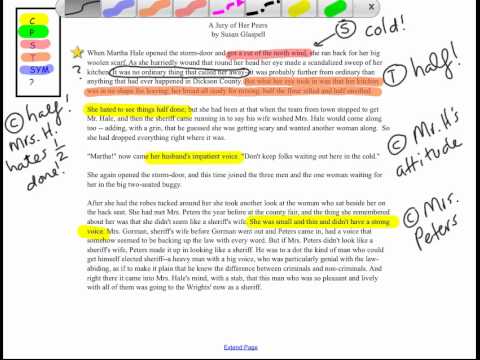 A Jury of Her Peers
by Susan Glaspell
C
P
S
T
SYM
?
?
When Martha Hale opened the storm-door and got a cut of the north wind, she ran back for her big
woolly scarf. As she hurriedly wound that round her head her eye made a scandalized sweep of her
kitchen. It was no ordinary thing that called her away--it was probably further from ordinary than
anything that had ever happened in Dickson County. But what her eye took in was that her kitchen
was in no shape for leaving: her bread all ready for mixing, half the flour sifted and half unsifted.
She hated to see things half done; but she had been at that when the team from town stopped to get
Mr. Hale, and then the sheriff came running in to say his wife wished Mrs. Hale would come along
too -- adding, with a grin, that he guessed she was getting scary and wanted another woman along. So
she had dropped everything right where it was.
"Martha!" now came her husband's impatient voice. "Don't keep folks waiting out here in the cold."
She again opened the storm-door, and this time joined the three men and the one woman waiting for
her in the big two-seated buggy.
After she had the robes tucked around her she took another look at the woman who sat beside her on
the back seat. She had met Mrs. Peters the year before at the county fair, and the thing she remembered
about her was that she didn't seem like a sheriff's wife. She was small and thin and didn't have a strong
voice. Mrs. Gorman, sheriff's wife before Gorman went out and Peters came in, had a voice that
somehow seemed to be backing up the law with every word. But if Mrs. Peters didn't look like a
sheriff's wife, Peters made it up in looking like a sheriff. He was to a dot the kind of man who could
get himself elected sheriff--a heavy man with a big voice, who was particularly genial with the law-
abiding, as if to make it plain that he knew the difference between criminals and non-criminals. And
right there it came into Mrs. Hale's mind, with a stab, that this man who was so pleasant and lively
with all of them was going to the Wrights' now as a sheriff.
Extend Page
S cold!
T half!
C Mr. H's
attitude
C Mrs.
Peters
C half!
Mrs. H.
hates 1/2
done!